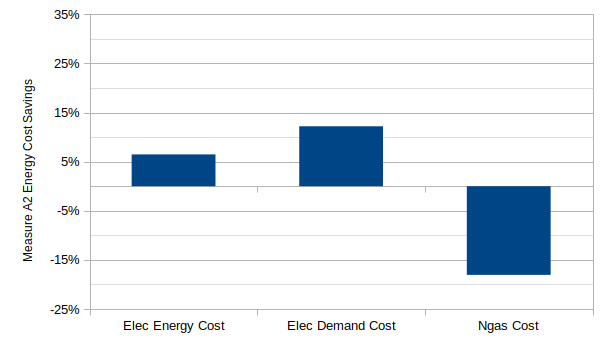 Measure A2 Energy Cost Savings
35%
25%
15%
5%
-5%
-15%
-25%
Elec Energy Cost
Elec Demand Cost
Ngas Cost